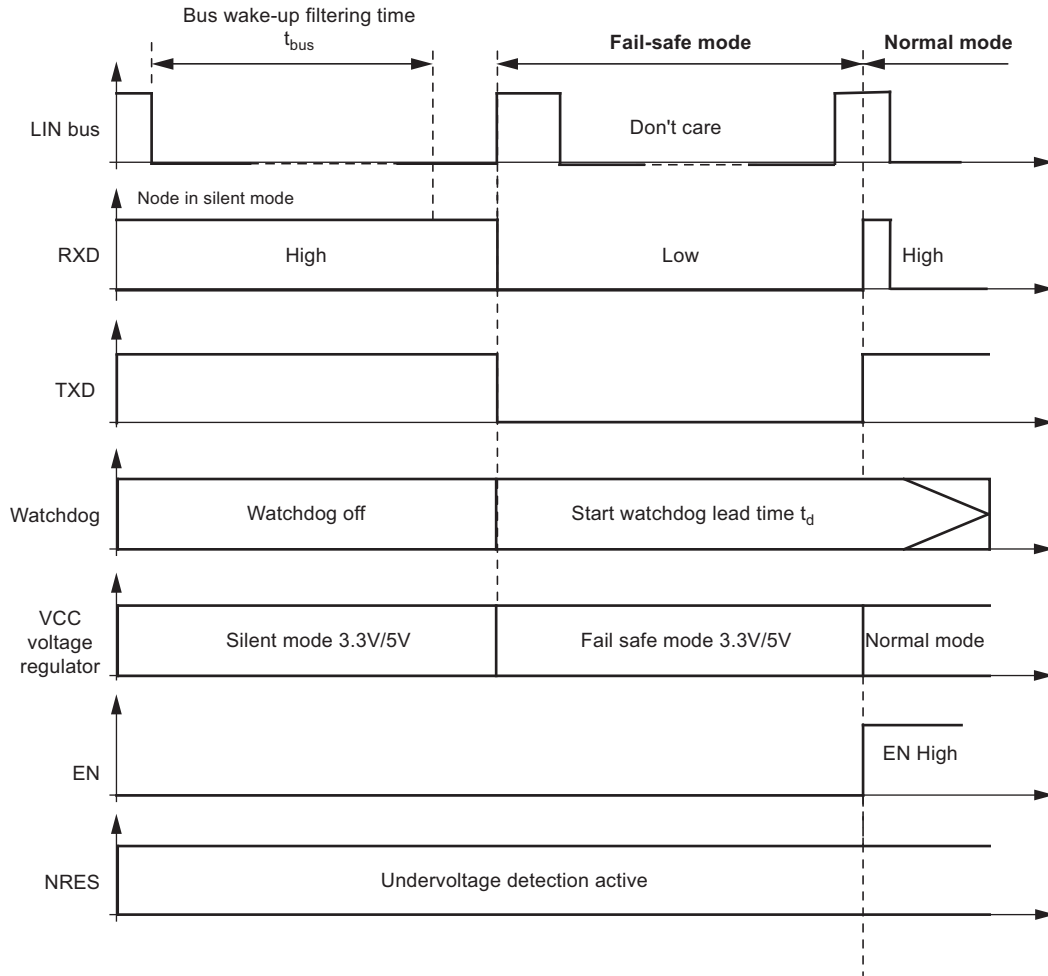 Bus wake-up filtering time
t_bus
Fail-safe mode
Normal mode
LIN bus
Don't care
Node in silent mode
RXD
High
Low
High
TXD
Watchdog
Watchdog off
Start watchdog lead time t_d
VCC
voltage
regulator
Silent mode 3.3V/5V
Fail safe mode 3.3V/5V
Normal mode
EN
EN High
NRES
Undervoltage detection active